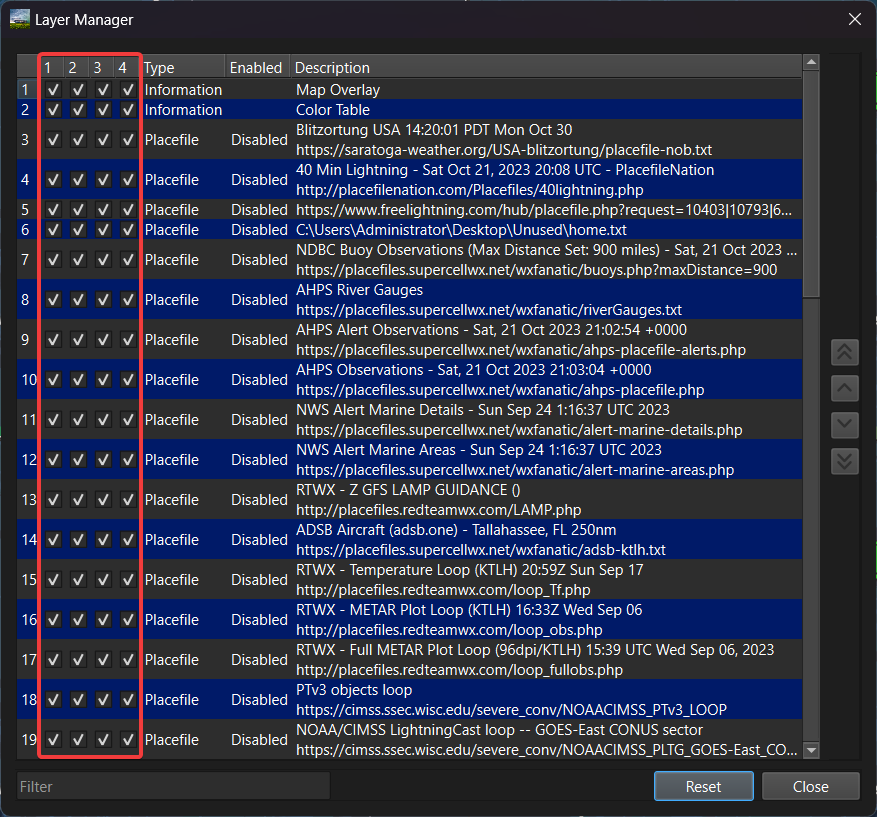 Layer Manager
1 2 3 4 Type Enabled Description
1 Information Map Overlay
2 Information Color Table
3 Placefile Disabled Blitzortung USA 14:20:01 PDT Mon Oct 30
https://saratoga-weather.org/USA-blitzortung/placefile-nob.txt
4 Placefile Disabled 40 Min Lightning - Sat Oct 21, 2023 20:08 UTC - PlacefileNation
http://placefilenation.com/Placefiles/40lightning.php
5 Placefile Disabled https://www.freelightning.com/hub/placefile.php?request=10403|10793|6...
6 Placefile Disabled C:\Users\Administrator\Desktop\Unused\home.txt
7 Placefile Disabled NDBC Buoy Observations (Max Distance Set: 900 miles) - Sat, 21 Oct 2023 ...
https://placefiles.supercellwx.net/wxfanatic/buoys.php?maxDistance=900
8 Placefile Disabled AHPS River Gauges
https://placefiles.supercellwx.net/wxfanatic/riverGauges.txt
9 Placefile Disabled AHPS Alert Observations - Sat, 21 Oct 2023 21:02:54 +0000
https://placefiles.supercellwx.net/wxfanatic/ahps-placefile-alerts.php
10 Placefile Disabled AHPS Observations - Sat, 21 Oct 2023 21:03:04 +0000
https://placefiles.supercellwx.net/wxfanatic/ahps-placefile.php
11 Placefile Disabled NWS Alert Marine Details - Sun Sep 24 1:16:37 UTC 2023
https://placefiles.supercellwx.net/wxfanatic/alert-marine-details.php
12 Placefile Disabled NWS Alert Marine Areas - Sun Sep 24 1:16:37 UTC 2023
https://placefiles.supercellwx.net/wxfanatic/alert-marine-areas.php
13 Placefile Disabled RTWX - Z GFS LAMP GUIDANCE ()
http://placefiles.redteamwx.com/LAMP.php
14 Placefile Disabled ADSB Aircraft (adsb.one) - Tallahassee, FL 250nm
https://placefiles.supercellwx.net/wxfanatic/adsb-ktlh.txt
15 Placefile Disabled RTWX - Temperature Loop (KTLH) 20:59Z Sun Sep 17
http://placefiles.redteamwx.com/loop_Tf.php
16 Placefile Disabled RTWX - METAR Plot Loop (KTLH) 16:33Z Wed Sep 06
http://placefiles.redteamwx.com/loop_obs.php
17 Placefile Disabled RTWX - Full METAR Plot Loop (96dpi/KTLH) 15:39 UTC Wed Sep 06, 2023
http://placefiles.redteamwx.com/loop_fullobs.php
18 Placefile Disabled PTv3 objects loop
https://cimss.ssec.wisc.edu/severe_conv/NOAACIMSS_PTv3_LOOP
19 Placefile Disabled NOAA/CIMSS LightningCast loop -- GOES-East CONUS sector
https://cimss.ssec.wisc.edu/severe_conv/NOAACIMSS_PLTG_GOES-East_CO...
Filter Reset Close